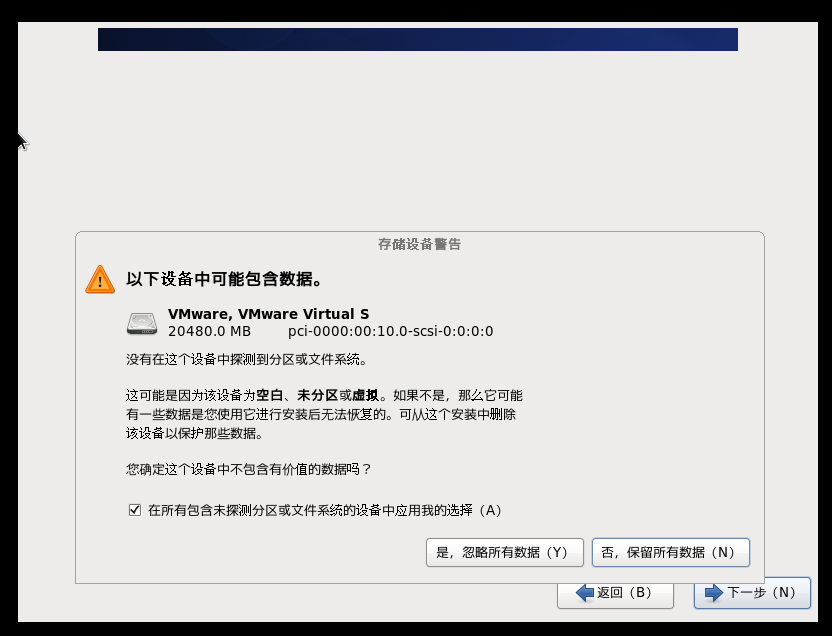 存储设备警告
以下设备中可能包含数据。
VMware, VMware Virtual S
20480.0 MB pci-0000:00:10.0-scsi-0:0:0:0
没有在这个设备中探测到分区或文件系统。
这可能是因为该设备为空白、未分区或虚拟。如果不是，那么它可能
有一些数据是您使用它进行安装后无法恢复的。可从这个安装中删除
该设备以保护那些数据。
您确定这个设备中不包含有价值的数据吗？
在所有包含未探测分区或文件系统的设备中应用我的选择（A）
是，忽略所有数据（Y） 否，保留所有数据（N）
返回（B） 下一步（N）